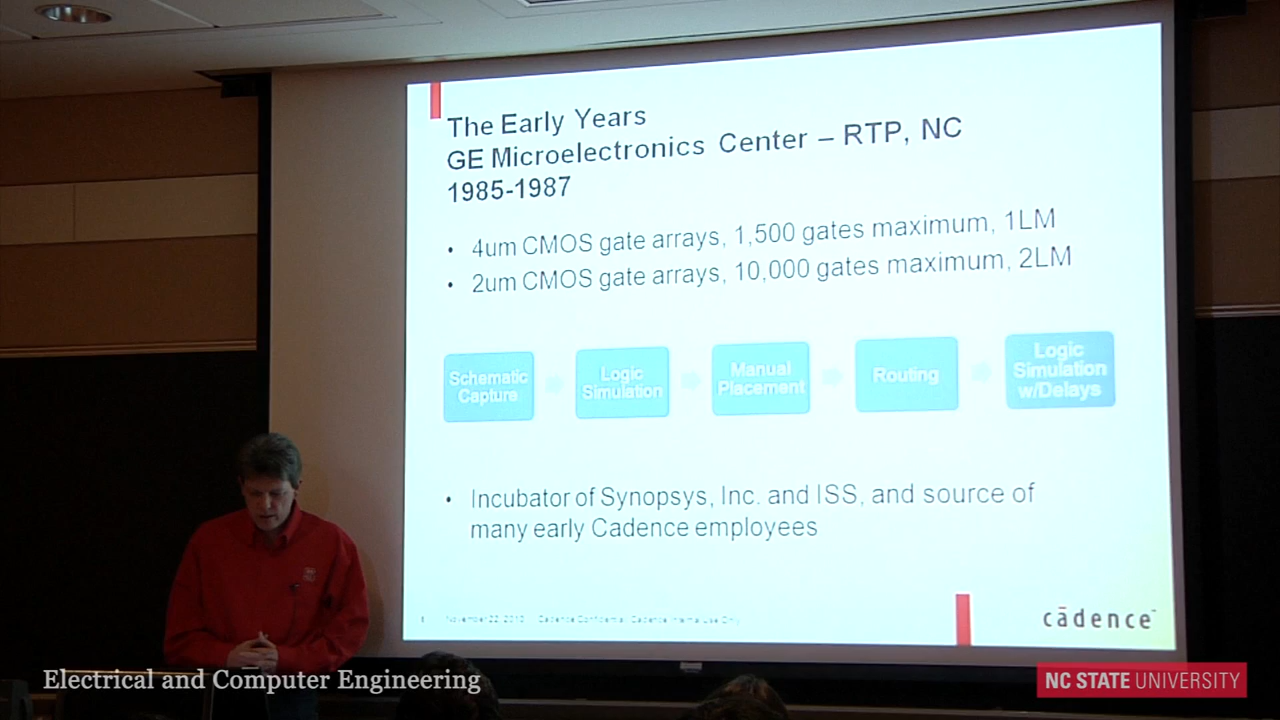 The Early Years
GE Microelectronics Center – RTP, NC
1985-1987
• 4um CMOS gate arrays, 1,500 gates maximum, 1LM
• 2um CMOS gate arrays, 10,000 gates maximum, 2LM
Schematic
Capture
Logic
Simulation
Manual
Placement
Routing
Logic
Simulation
w/Delays
• Incubator of Synopsys, Inc. and ISS, and source of
many early Cadence employees
cādence
Electrical and Computer Engineering
NC STATE UNIVERSITY